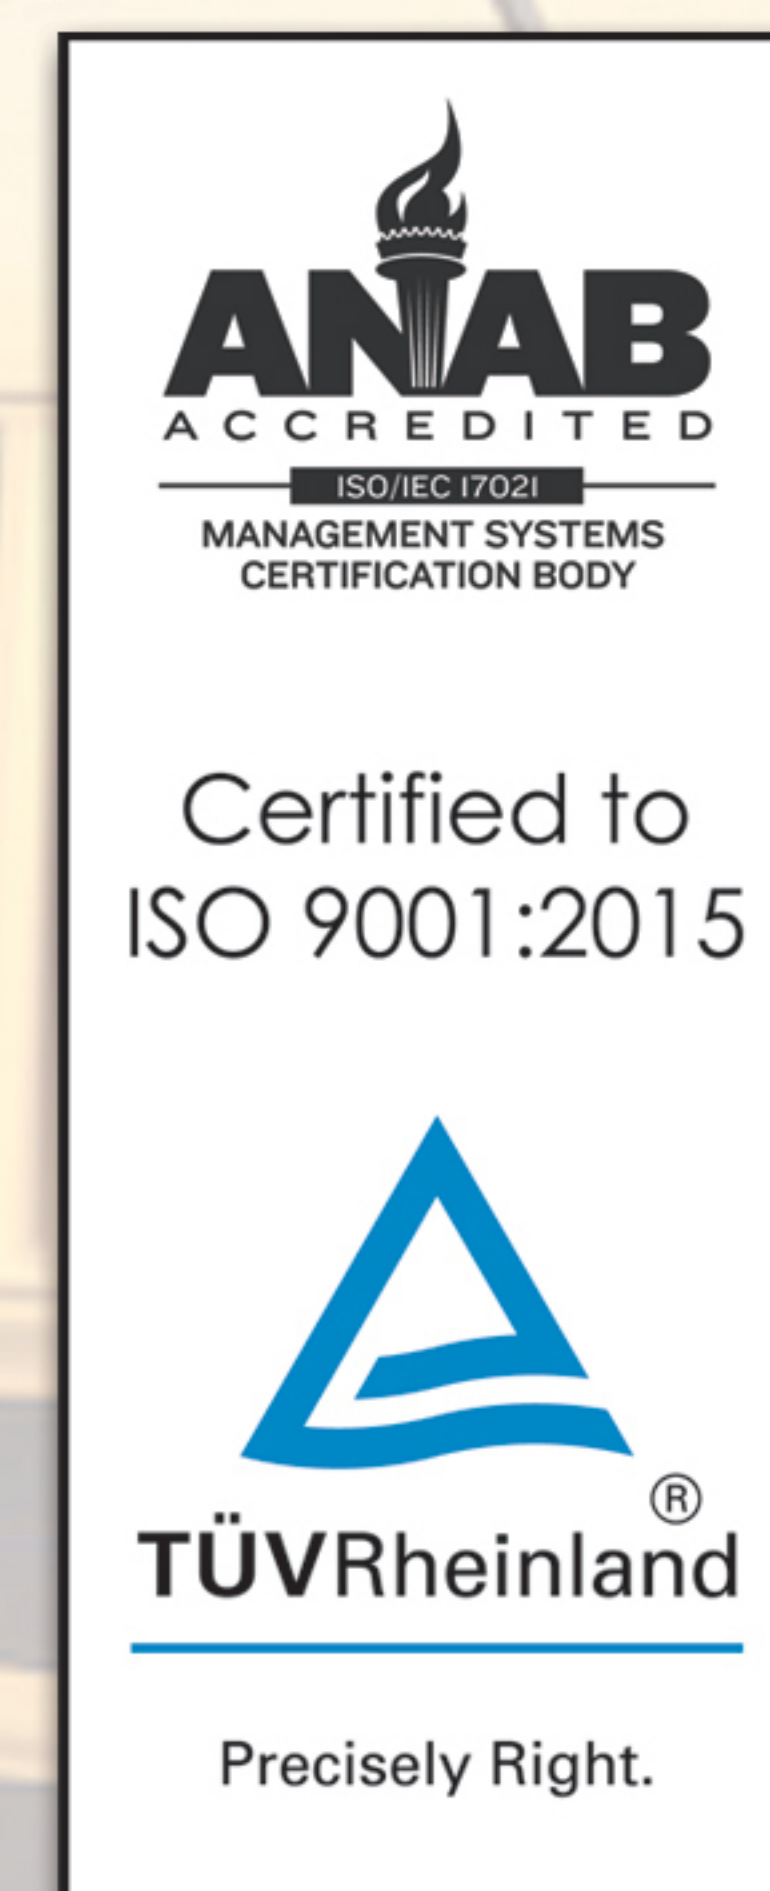 ANAB
ACCREDITED
ISO/IEC 17021
MANAGEMENT SYSTEMS
CERTIFICATION BODY
Certified to
ISO 9001:2015
®
TÜVRheinland
Precisely Right.